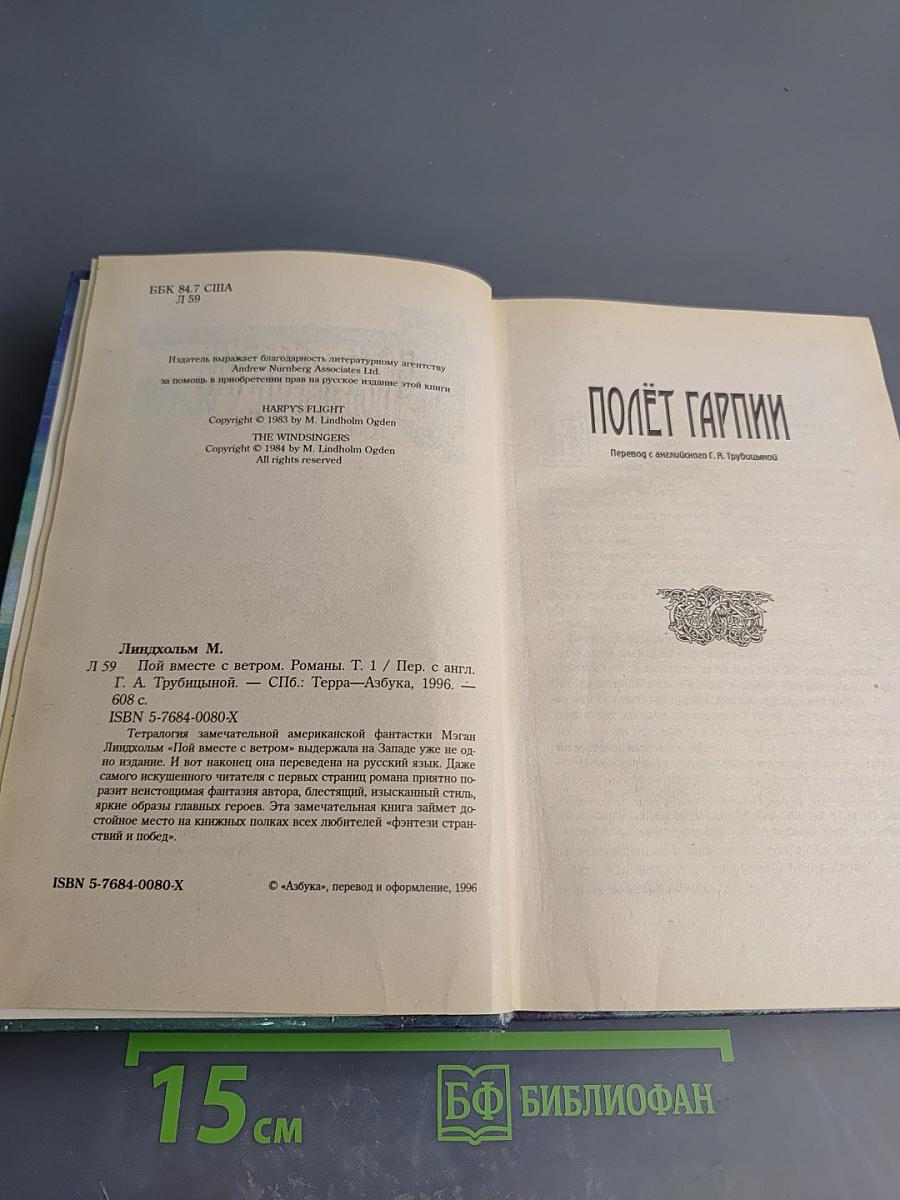 ББК 84.7 США
Л 59
Издатель выражает благодарность литературному агентству
Andrew Nurnberg Associates Ltd.
за помощь в приобретении прав на русское издание этой книги
HARPY'S FLIGHT
Copyright © 1983 by M. Lindholm Ogden
THE WINDSINGERS
Copyright © 1984 by M. Lindholm Ogden
All rights reserved
Линдхольм М.
Л 59 Пой вместе с ветром. Романы. Т. 1 / Пер. с англ.
Г. А. Трубицыной. — СПб.: Терра—Азбука, 1996. —
608 с.
ISBN 5-7684-0080-X
Тетралогия замечательной американской фантастки Мэган
Линдхольм «Пой вместе с ветром» выдержала на Западе уже не од-
но издание. И вот наконец она переведена на русский язык. Даже
самого искушенного читателя с первых страниц романа приятно по-
разит неистощимая фантазия автора, блестящий, изысканный стиль,
яркие образы главных героев. Эта замечательная книга займет до-
стойное место на книжных полках всех любителей «фэнтези стран-
ствий и побед».
ISBN 5-7684-0080-X
© «Азбука», перевод и оформление, 1996
ПОЛЁТ ГАРПИИ
Перевод с английского Г. А. Трубицыной
15 см
БФ БИБЛИОФАН